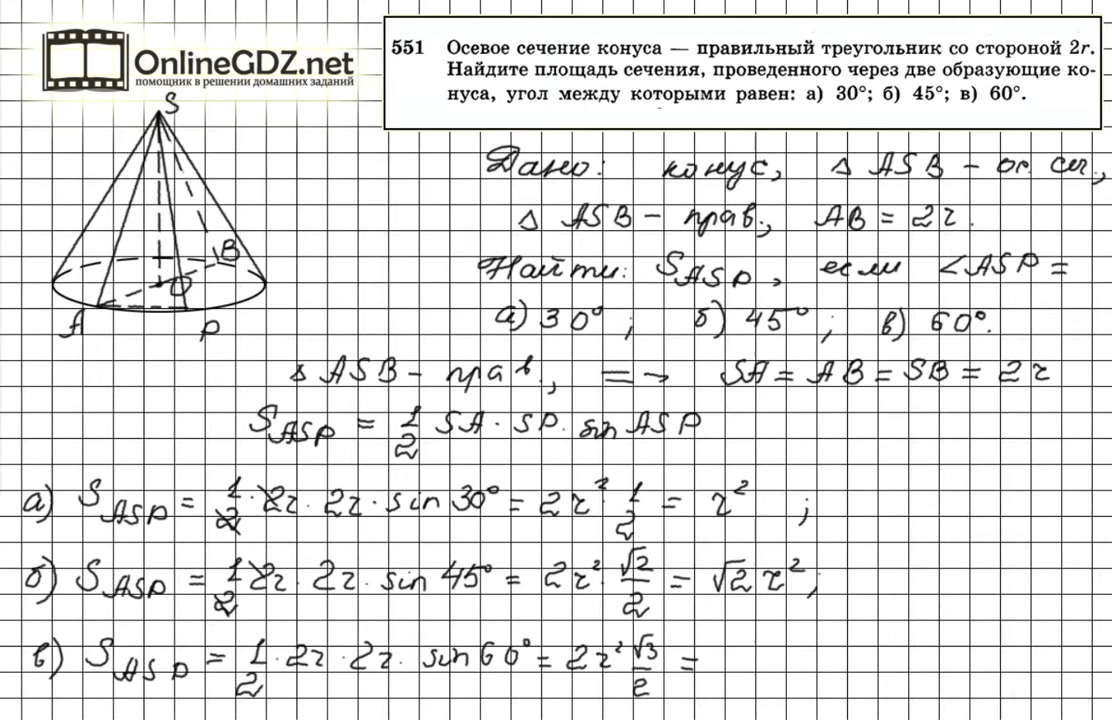 OnlineGDZ.net
помощник в решении домашних заданий
551 Осевое сечение конуса — правильный треугольник со стороной 2r.
Найдите площадь сечения, проведенного через две образующие ко-
нуса, угол между которыми равен: а) 30°; б) 45°; в) 60°.
S
B
O
A
P
Дано: конус, △ ASB – ос. сеч.,
△ ASB – прав., AB = 2r.
Найти: S_ASP, если ∠ASP =
а) 30° ; б) 45° ; в) 60°.
△ ASB – прав., => SA = AB = SB = 2r
S_ASP = 1/2 SA · SP · sin ASP
а) S_ASP = 1/2 · 2r · 2r · sin 30° = 2r² · 1/2 = r² ;
б) S_ASP = 1/2 2r · 2r · sin 45° = 2r² · √2/2 = √2 r² ;
в) S_ASP = 1/2 · 2r · 2r · sin 60° = 2r² √3/2 =